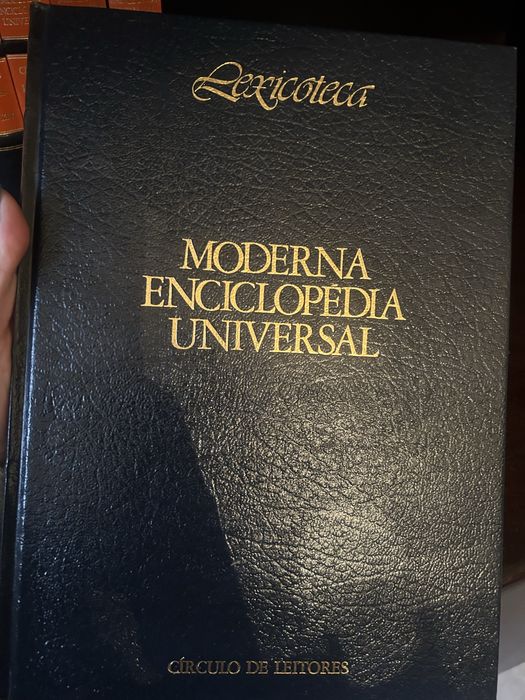 Lexicoteca
MODERNA
ENCICLOPÉDIA
UNIVERSAL
CÍRCULO DE LEITORES